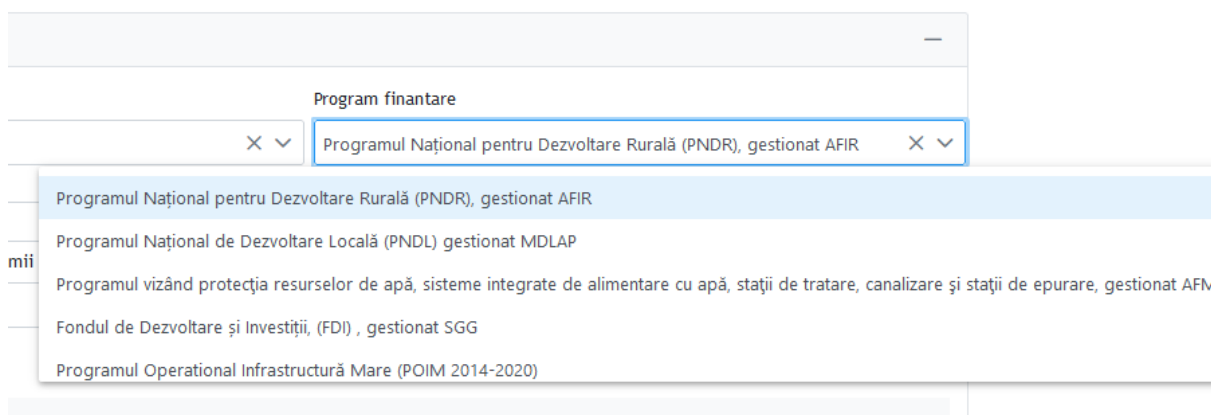 Program finantare
Programul Național pentru Dezvoltare Rurală (PNDR), gestionat AFIR
Programul Național pentru Dezvoltare Rurală (PNDR), gestionat AFIR
Programul Național de Dezvoltare Locală (PNDL) gestionat MDLAP
mii
Programul vizând protecţia resurselor de apă, sisteme integrate de alimentare cu apă, staţii de tratare, canalizare şi staţii de epurare, gestionat AFM
Fondul de Dezvoltare și Investiții, (FDI) , gestionat SGG
Programul Operational Infrastructură Mare (POIM 2014-2020)